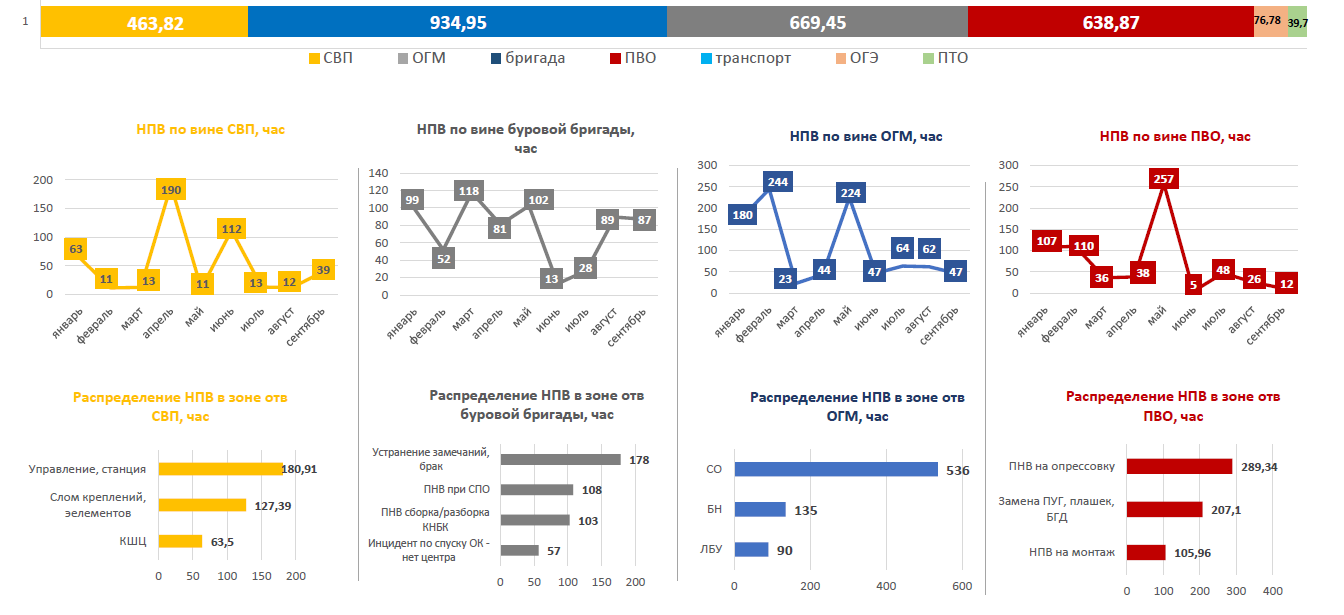 1
463,82 934,95 669,45 638,87 76,78 39,7
СВП ОГМ бригада ПВО транспорт ОГЭ ПТО
НПВ по вине СВП, час
200
150
100
50
0
63 11 13 190 11 112 13 12 39
январь февраль март апрель май июнь июль август сентябрь
НПВ по вине буровой бригады,
час
140
120
100
80
60
40
20
0
99 52 118 81 102 13 28 89 87
январь февраль март апрель май июнь июль август сентябрь
НПВ по вине ОГМ, час
300
250
200
150
100
50
0
180 244 23 44 224 47 64 62 47
январь февраль март апрель май июнь июль август сентябрь
НПВ по вине ПВО, час
300
250
200
150
100
50
0
107 110 36 38 257 5 48 26 12
январь февраль март апрель май июнь июль август сентябрь
Распределение НПВ в зоне отв
СВП, час
Управление, станция 180,91
Слом креплений,
эелементов 127,39
КШЦ 63,5
0 50 100 150 200
Распределение НПВ в зоне отв
буровой бригады, час
Устранение замечаний,
брак 178
ПНВ при СПО 108
ПНВ сборка/разборка
КНБК 103
Инцидент по спуску ОК -
нет центра 57
0 50 100 150 200
Распределение НПВ в зоне отв
ОГМ, час
СО 536
БН 135
ЛБУ 90
0 200 400 600
Распределение НПВ в зоне отв
ПВО, час
ПНВ на опрессовку 289,34
Замена ПУГ, плашек,
БГД 207,1
НПВ на монтаж 105,96
0 100 200 300 400